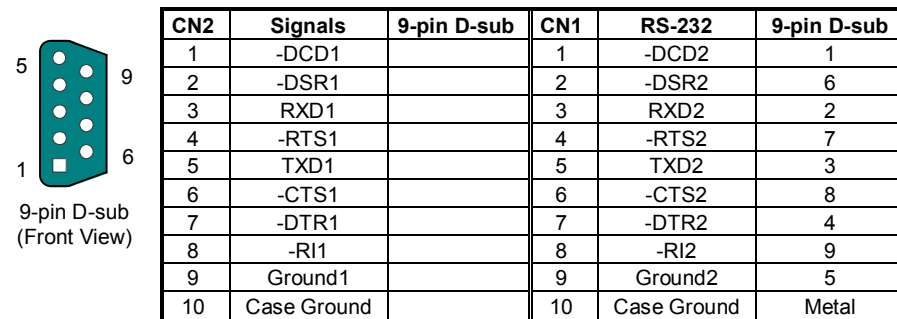 5
9
1
6
9-pin D-sub
(Front View)
CN2 Signals 9-pin D-sub CN1 RS-232 9-pin D-sub
1 -DCD1 1 -DCD2 1
2 -DSR1 2 -DSR2 6
3 RXD1 3 RXD2 2
4 -RTS1 4 -RTS2 7
5 TXD1 5 TXD2 3
6 -CTS1 6 -CTS2 8
7 -DTR1 7 -DTR2 4
8 -RI1 8 -RI2 9
9 Ground1 9 Ground2 5
10 Case Ground 10 Case Ground Metal